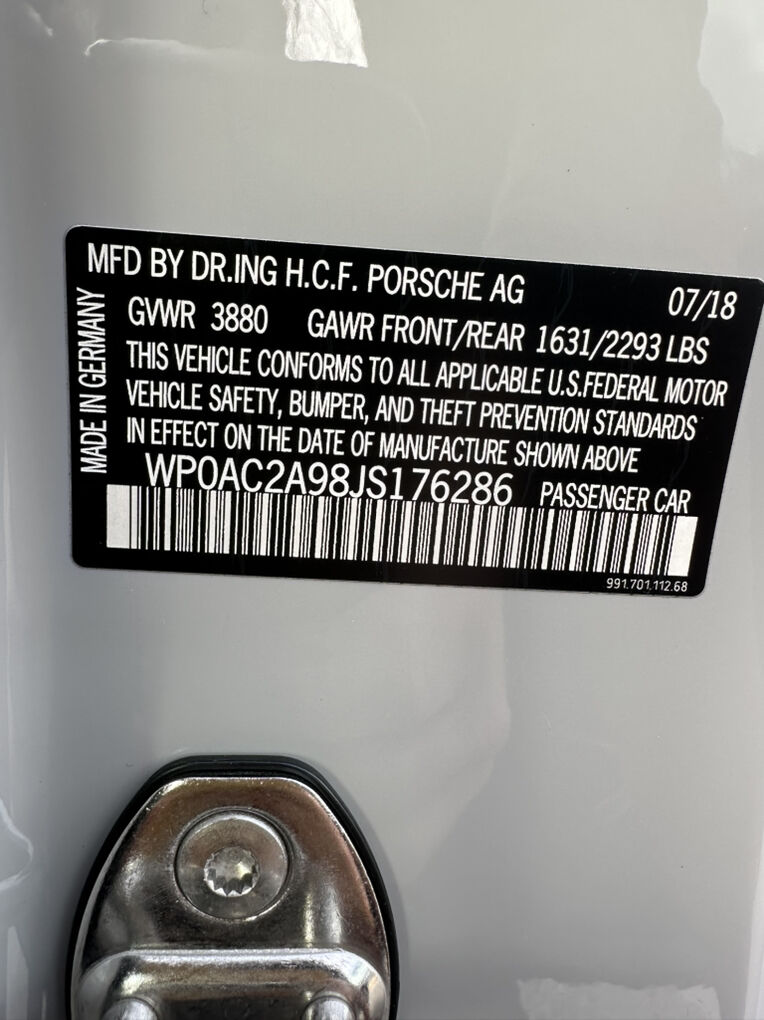 MFD BY DR.ING H.C.F. PORSCHE AG 07/18
MADE IN GERMANY
GVWR 3880 GAWR FRONT/REAR 1631/2293 LBS
THIS VEHICLE CONFORMS TO ALL APPLICABLE U.S.FEDERAL MOTOR
VEHICLE SAFETY, BUMPER, AND THEFT PREVENTION STANDARDS
IN EFFECT ON THE DATE OF MANUFACTURE SHOWN ABOVE
WP0AC2A98JS176286 PASSENGER CAR
991.701.112.68